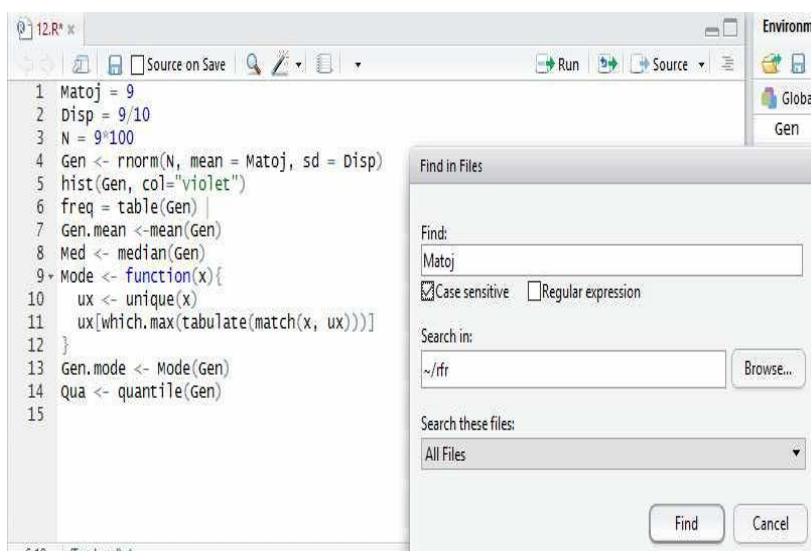 12.R* ×
Source on Save
Run
Source
Environm
Globa
Gen
1 Matoj = 9
2 Disp = 9/10
3 N = 9*100
4 Gen <- rnorm(N, mean = Matoj, sd = Disp)
5 hist(Gen, col="violet")
6 freq = table(Gen)
7 Gen.mean <-mean(Gen)
8 Med <- median(Gen)
9 Mode <- function(x){
10 ux <- unique(x)
11 ux[which.max(tabulate(match(x, ux)))]
12 }
13 Gen.mode <- Mode(Gen)
14 Qua <- quantile(Gen)
15
Find in Files
Find:
Matoj
Case sensitive Regular expression
Search in:
~/rfr
Browse...
Search these files:
All Files
Find
Cancel